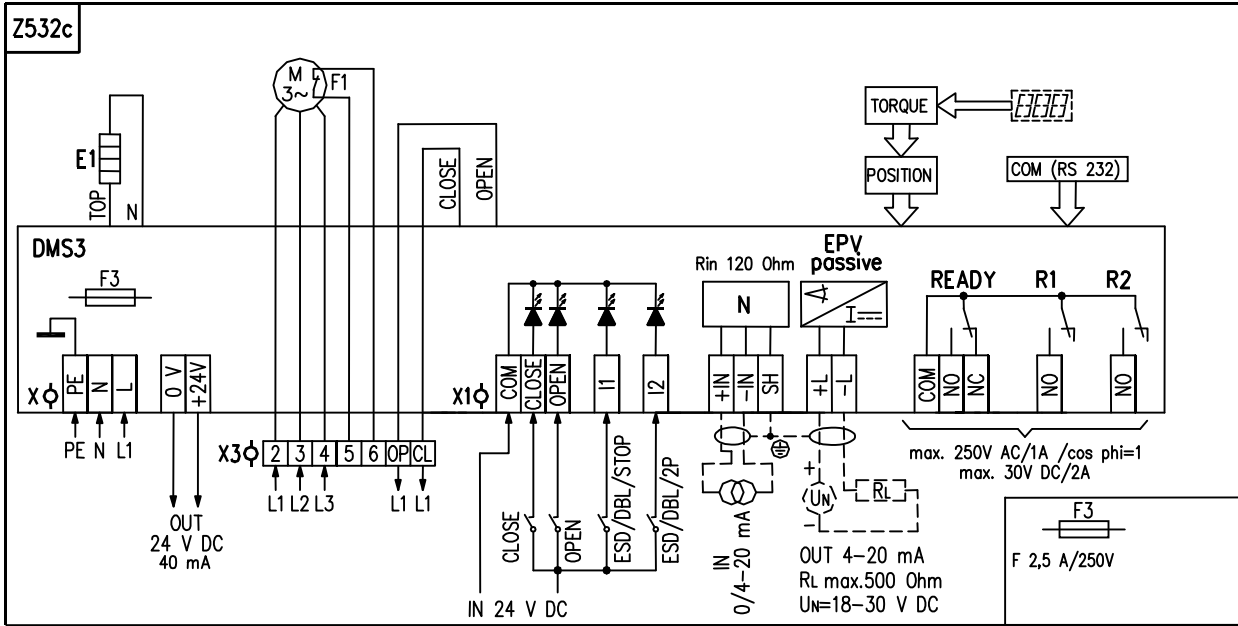 Z532c
M
3~
F1
E1
TOP
N
CLOSE
OPEN
TORQUE
POSITION
COM (RS 232)
DMS3
F3
Rin 120 Ohm
N
EPV
passive
READY
R1
R2
X
PE
N
L
0 V
+24V
X1
COM
CLOSE
OPEN
I1
I2
+IN
-IN
SH
+L
-L
COM
NO
NC
NO
NO
PE N L1
X3
2
3
4
5
6
OP
CL
L1 L2 L3
L1 L1
OUT
24 V DC
40 mA
CLOSE
OPEN
ESD/DBL/STOP
ESD/DBL/2P
IN 24 V DC
IN
0/4-20 mA
+
UN
-
RL
OUT 4-20 mA
RL max.500 Ohm
UN=18-30 V DC
max. 250V AC/1A /cos phi=1
max. 30V DC/2A
F3
F 2,5 A/250V